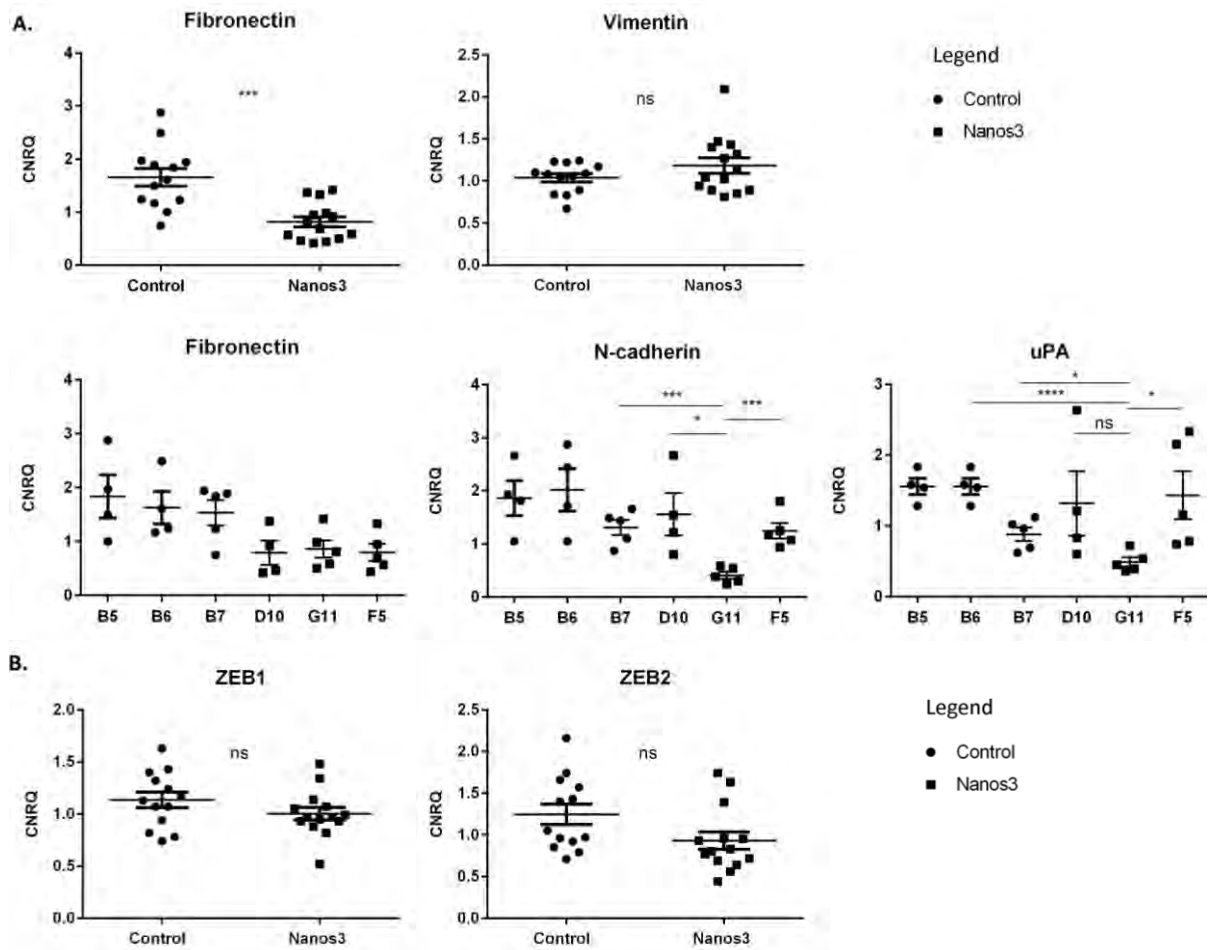 A.
Fibronectin
CNRQ
4
3
2
1
0
***
Control Nanos3
Vimentin
CNRQ
2.5
2.0
1.5
1.0
0.5
0.0
ns
Control Nanos3
Legend
Control
Nanos3
Fibronectin
CNRQ
4
3
2
1
0
B5 B6 B7 D10 G11 F5
N-cadherin
CNRQ
4
3
2
1
0
***
***
*
B5 B6 B7 D10 G11 F5
uPA
CNRQ
3
2
1
0
*
****
*
ns
B5 B6 B7 D10 G11 F5
B.
ZEB1
CNRQ
2.0
1.5
1.0
0.5
0.0
ns
Control Nanos3
ZEB2
CNRQ
2.5
2.0
1.5
1.0
0.5
0.0
ns
Control Nanos3
Legend
Control
Nanos3